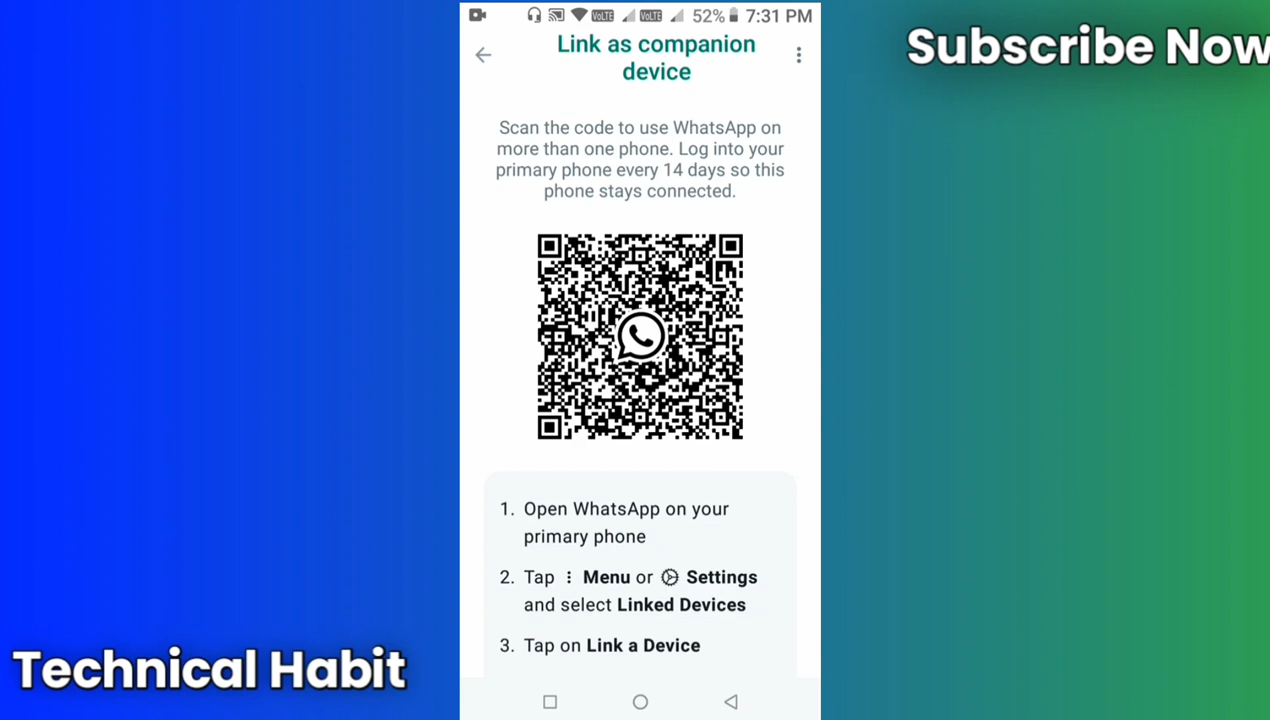 52% 7:31 PM
Subscribe Now
Link as companion
device
Scan the code to use WhatsApp on
more than one phone. Log into your
primary phone every 14 days so this
phone stays connected.
1. Open WhatsApp on your
primary phone
2. Tap ⋮ Menu or Settings
and select Linked Devices
3. Tap on Link a Device
Technical Habit